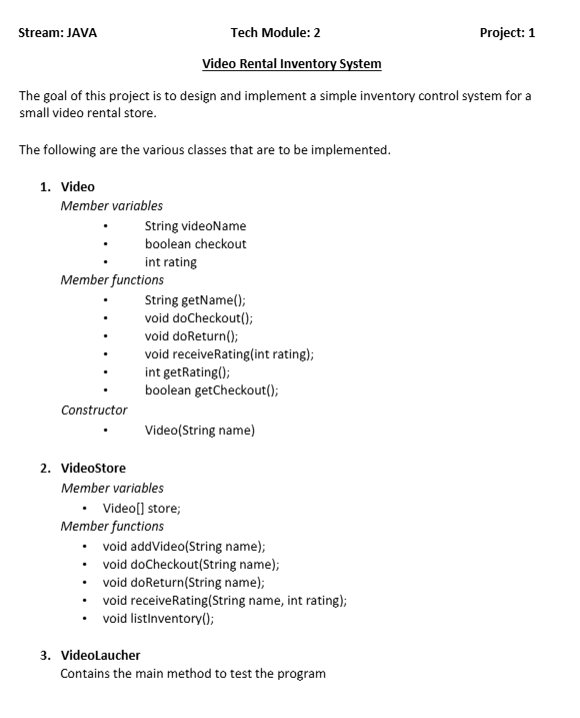 Stream: JAVA Tech Module: 2 Project: 1
Video Rental Inventory System
The goal of this project is to design and implement a simple inventory control system for a
small video rental store.
The following are the various classes that are to be implemented.
1. Video
Member variables
• String videoName
• boolean checkout
• int rating
Member functions
• String getName();
• void doCheckout();
• void doReturn();
• void receiveRating(int rating);
• int getRating();
• boolean getCheckout();
Constructor
• Video(String name)
2. VideoStore
Member variables
• Video[] store;
Member functions
• void addVideo(String name);
• void doCheckout(String name);
• void doReturn(String name);
• void receiveRating(String name, int rating);
• void listInventory();
3. VideoLaucher
Contains the main method to test the program